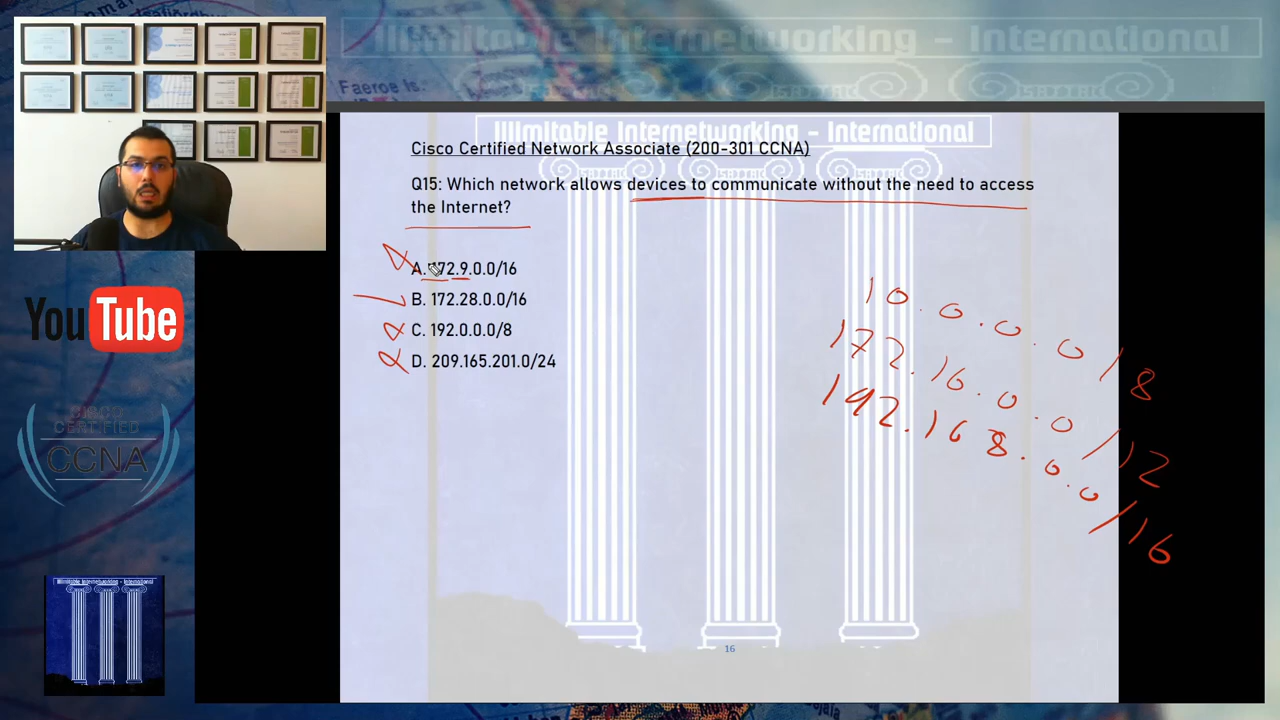 Illimitable Internetworking - International
Faeroe Is.
Illimitable Internetworking - International
Cisco Certified Network Associate (200-301 CCNA)
Q15: Which network allows devices to communicate without the need to access
the Internet?
A. 172.9.0.0/16
B. 172.28.0.0/16
C. 192.0.0.0/8
D. 209.165.201.0/24
10.0.0.0/8
172.16.0.0/12
192.168.0.0/16
YouTube
CISCO
CERTIFIED
CCNA
Illimitable Internetworking - International
16